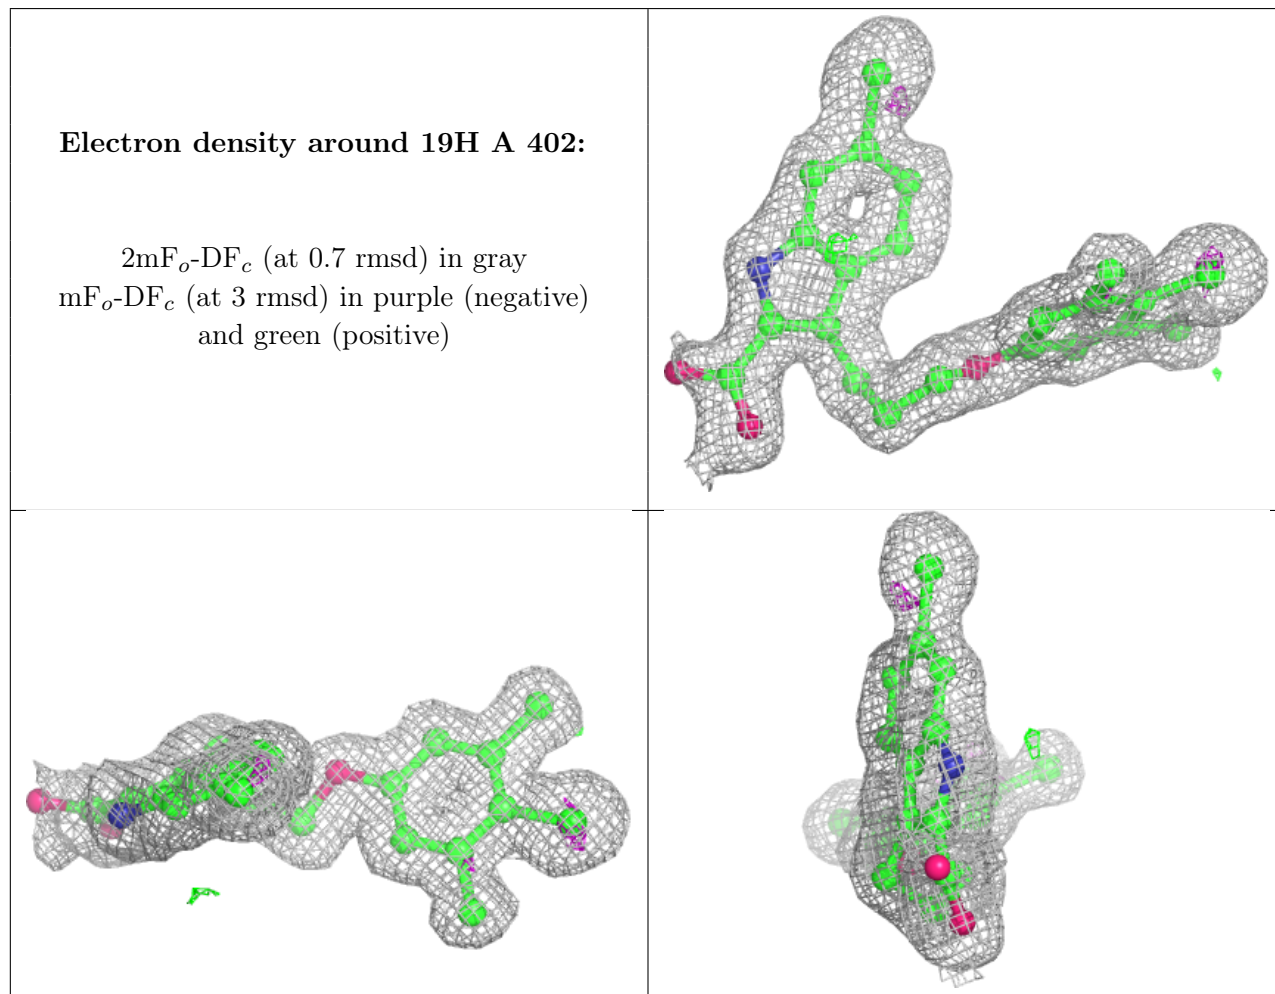 Electron density around 19H A 402:
2mFo-DFc (at 0.7 rmsd) in gray
mFo-DFc (at 3 rmsd) in purple (negative)
and green (positive)